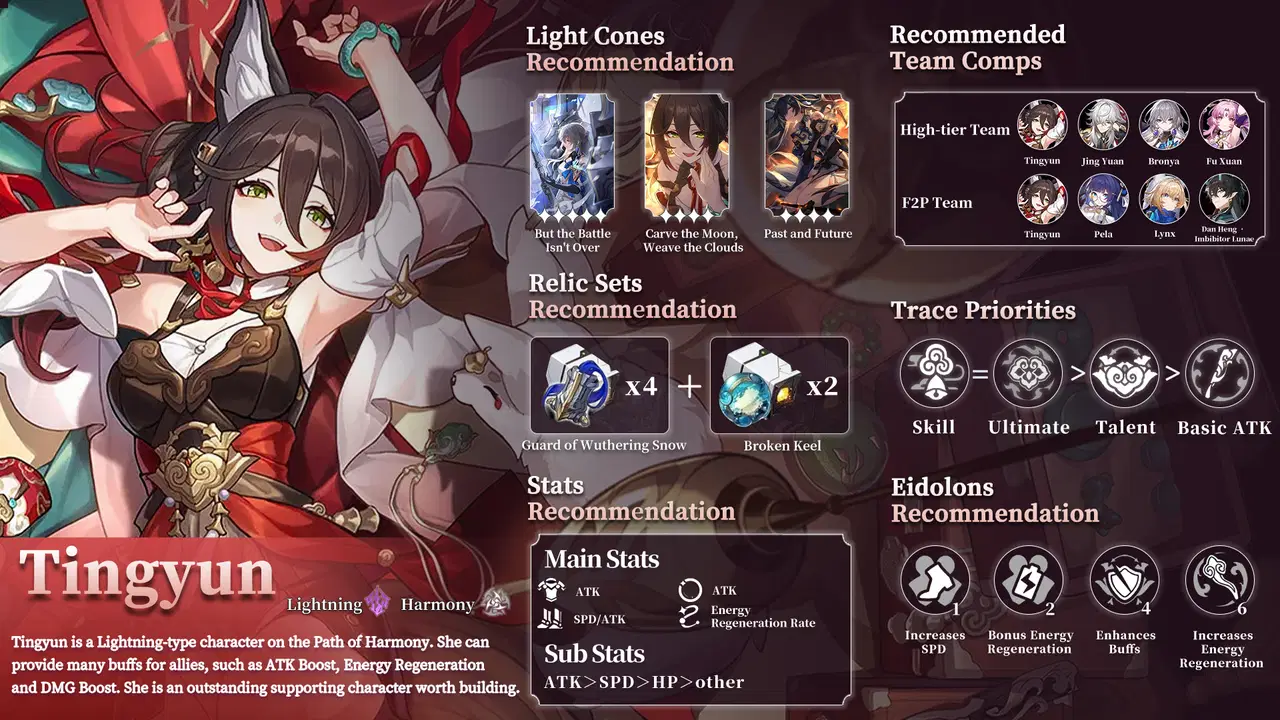 Tingyun
Lightning
Harmony
Tingyun is a Lightning-type character on the Path of Harmony. She can
provide many buffs for allies, such as ATK Boost, Energy Regeneration
and DMG Boost. She is an outstanding supporting character worth building.
Light Cones
Recommendation
But the Battle
Isn't Over
Carve the Moon,
Weave the Clouds
Past and Future
Relic Sets
Recommendation
x4
+
x2
Guard of Wuthering Snow
Broken Keel
Stats
Recommendation
Main Stats
ATK
ATK
SPD/ATK
Energy
Regeneration Rate
Sub Stats
ATK>SPD>HP>other
Recommended
Team Comps
High-tier Team
Tingyun
Jing Yuan
Bronya
Fu Xuan
F2P Team
Tingyun
Pela
Lynx
Dan Heng ·
Imbibitor Lunae
Trace Priorities
= > >
Skill
Ultimate
Talent
Basic ATK
Eidolons
Recommendation
1
2
4
6
Increases
SPD
Bonus Energy
Regeneration
Enhances
Buffs
Increases
Energy
Regeneration